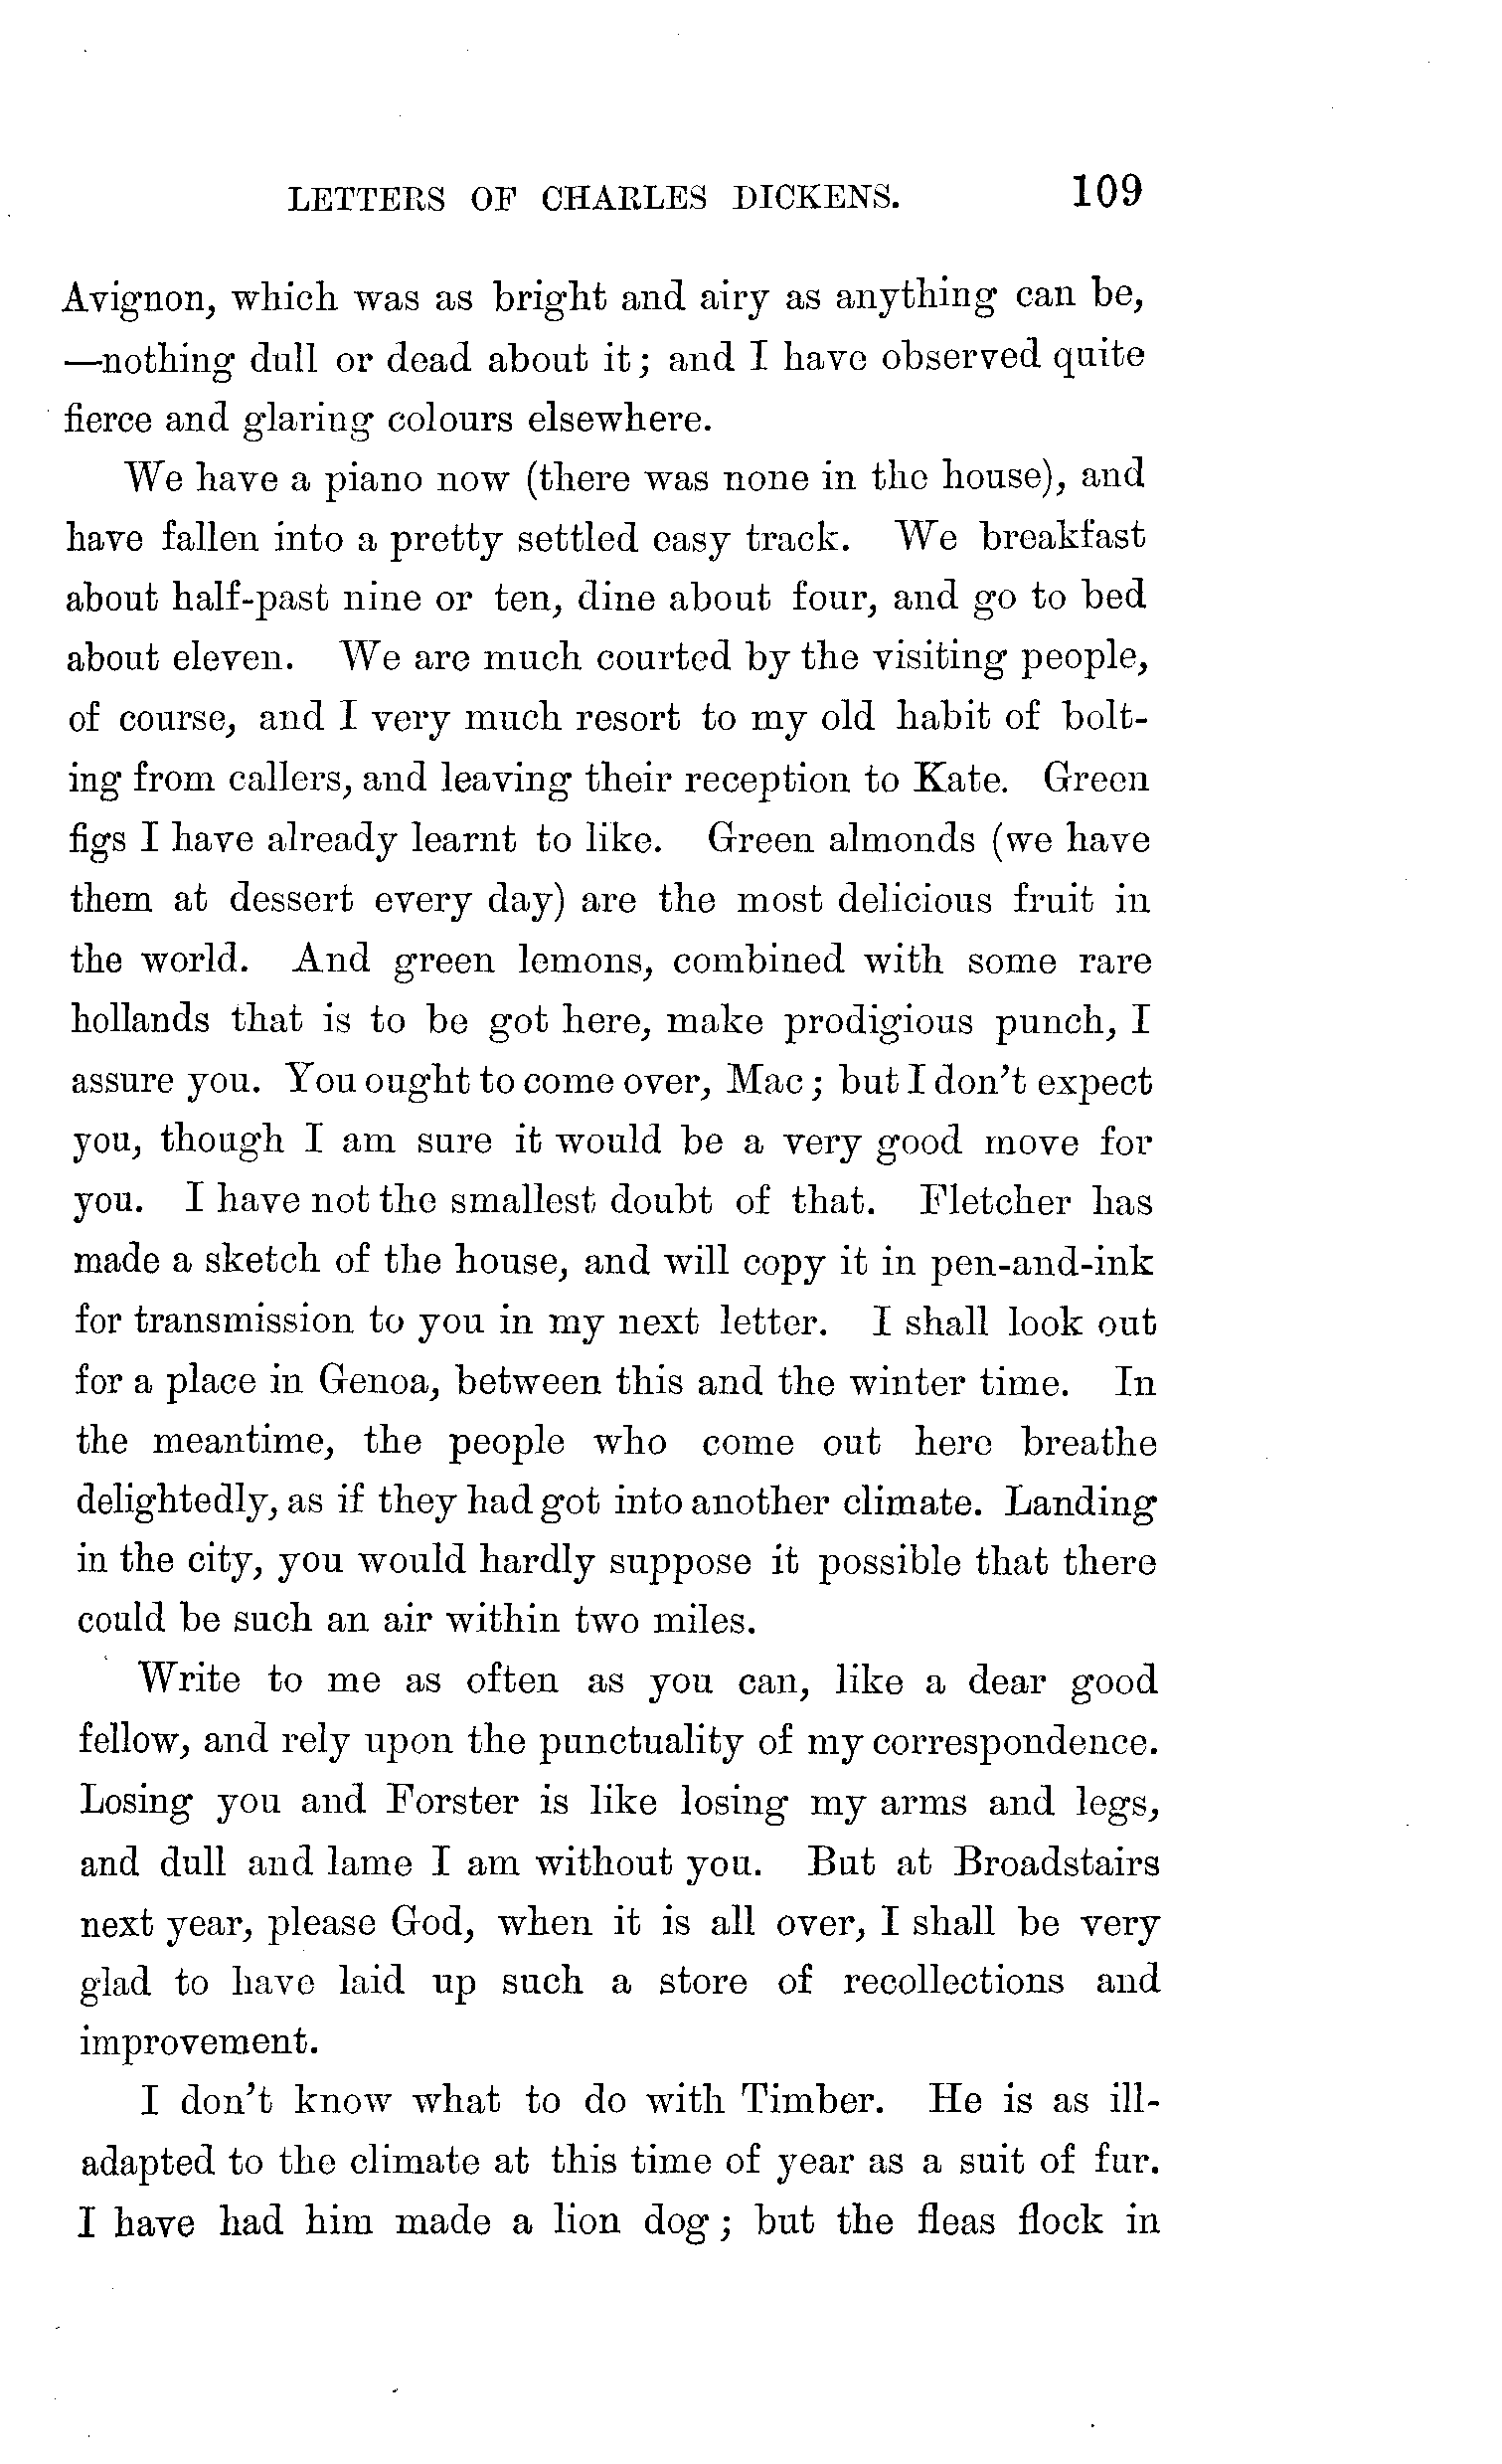 LETTERS OF CHARLES DICKENS. 109
Avignon, which was as bright and airy as anything can be,
—nothing dull or dead about it; and I have observed quite
fierce and glaring colours elsewhere.
We have a piano now (there was none in the house), and
have fallen into a pretty settled easy track. We breakfast
about half-past nine or ten, dine about four, and go to bed
about eleven. We are much courted by the visiting people,
of course, and I very much resort to my old habit of bolt-
ing from callers, and leaving their reception to Kate. Green
figs I have already learnt to like. Green almonds (we have
them at dessert every day) are the most delicious fruit in
the world. And green lemons, combined with some rare
hollands that is to be got here, make prodigious punch, I
assure you. You ought to come over, Mac; but I don't expect
you, though I am sure it would be a very good move for
you. I have not the smallest doubt of that. Fletcher has
made a sketch of the house, and will copy it in pen-and-ink
for transmission to you in my next letter. I shall look out
for a place in Genoa, between this and the winter time. In
the meantime, the people who come out here breathe
delightedly, as if they had got into another climate. Landing
in the city, you would hardly suppose it possible that there
could be such an air within two miles.
Write to me as often as you can, like a dear good
fellow, and rely upon the punctuality of my correspondence.
Losing you and Forster is like losing my arms and legs,
and dull and lame I am without you. But at Broadstairs
next year, please God, when it is all over, I shall be very
glad to have laid up such a store of recollections and
improvement.
I don't know what to do with Timber. He is as ill-
adapted to the climate at this time of year as a suit of fur.
I have had him made a lion dog; but the fleas flock in